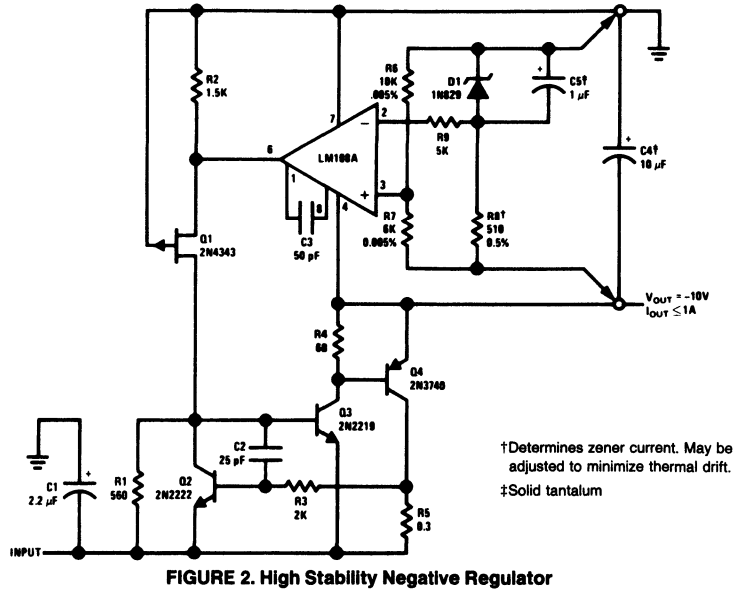 R2
1.5K
7
6
LM108A
1
8
4
C3
50 pF
−
2
+
3
R6
10K
.005%
R7
6K
0.005%
D1
1N829
R9
5K
R8†
510
0.5%
+
C5†
1 µF
+
C4†
10 µF
Q1
2N4343
VOUT = −10V
IOUT ≤1A
R4
60
Q4
2N3740
Q3
2N2219
C2
25 pF
+
C1
2.2 µF
R1
560
Q2
2N2222
R3
2K
R5
0.3
INPUT
†Determines zener current. May be
adjusted to minimize thermal drift.
‡Solid tantalum
FIGURE 2. High Stability Negative Regulator